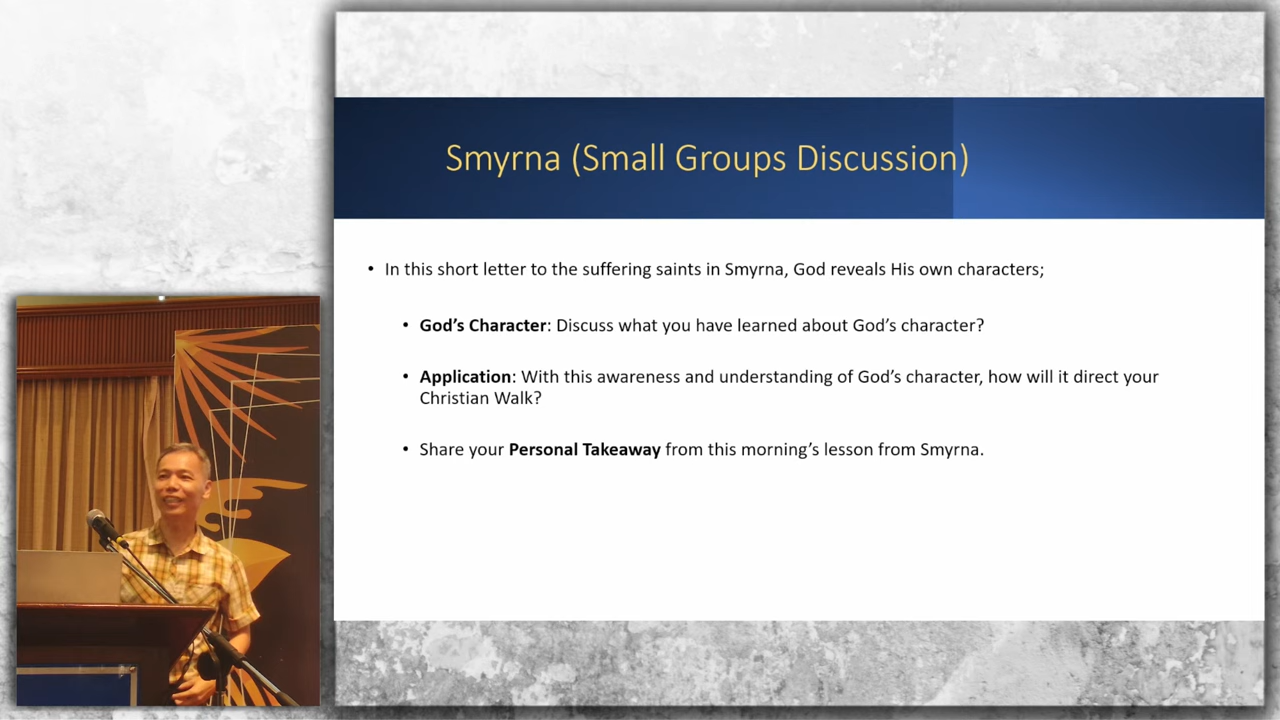 Smyrna (Small Groups Discussion)
• In this short letter to the suffering saints in Smyrna, God reveals His own characters;
• God’s Character: Discuss what you have learned about God’s character?
• Application: With this awareness and understanding of God’s character, how will it direct your
Christian Walk?
• Share your Personal Takeaway from this morning’s lesson from Smyrna.